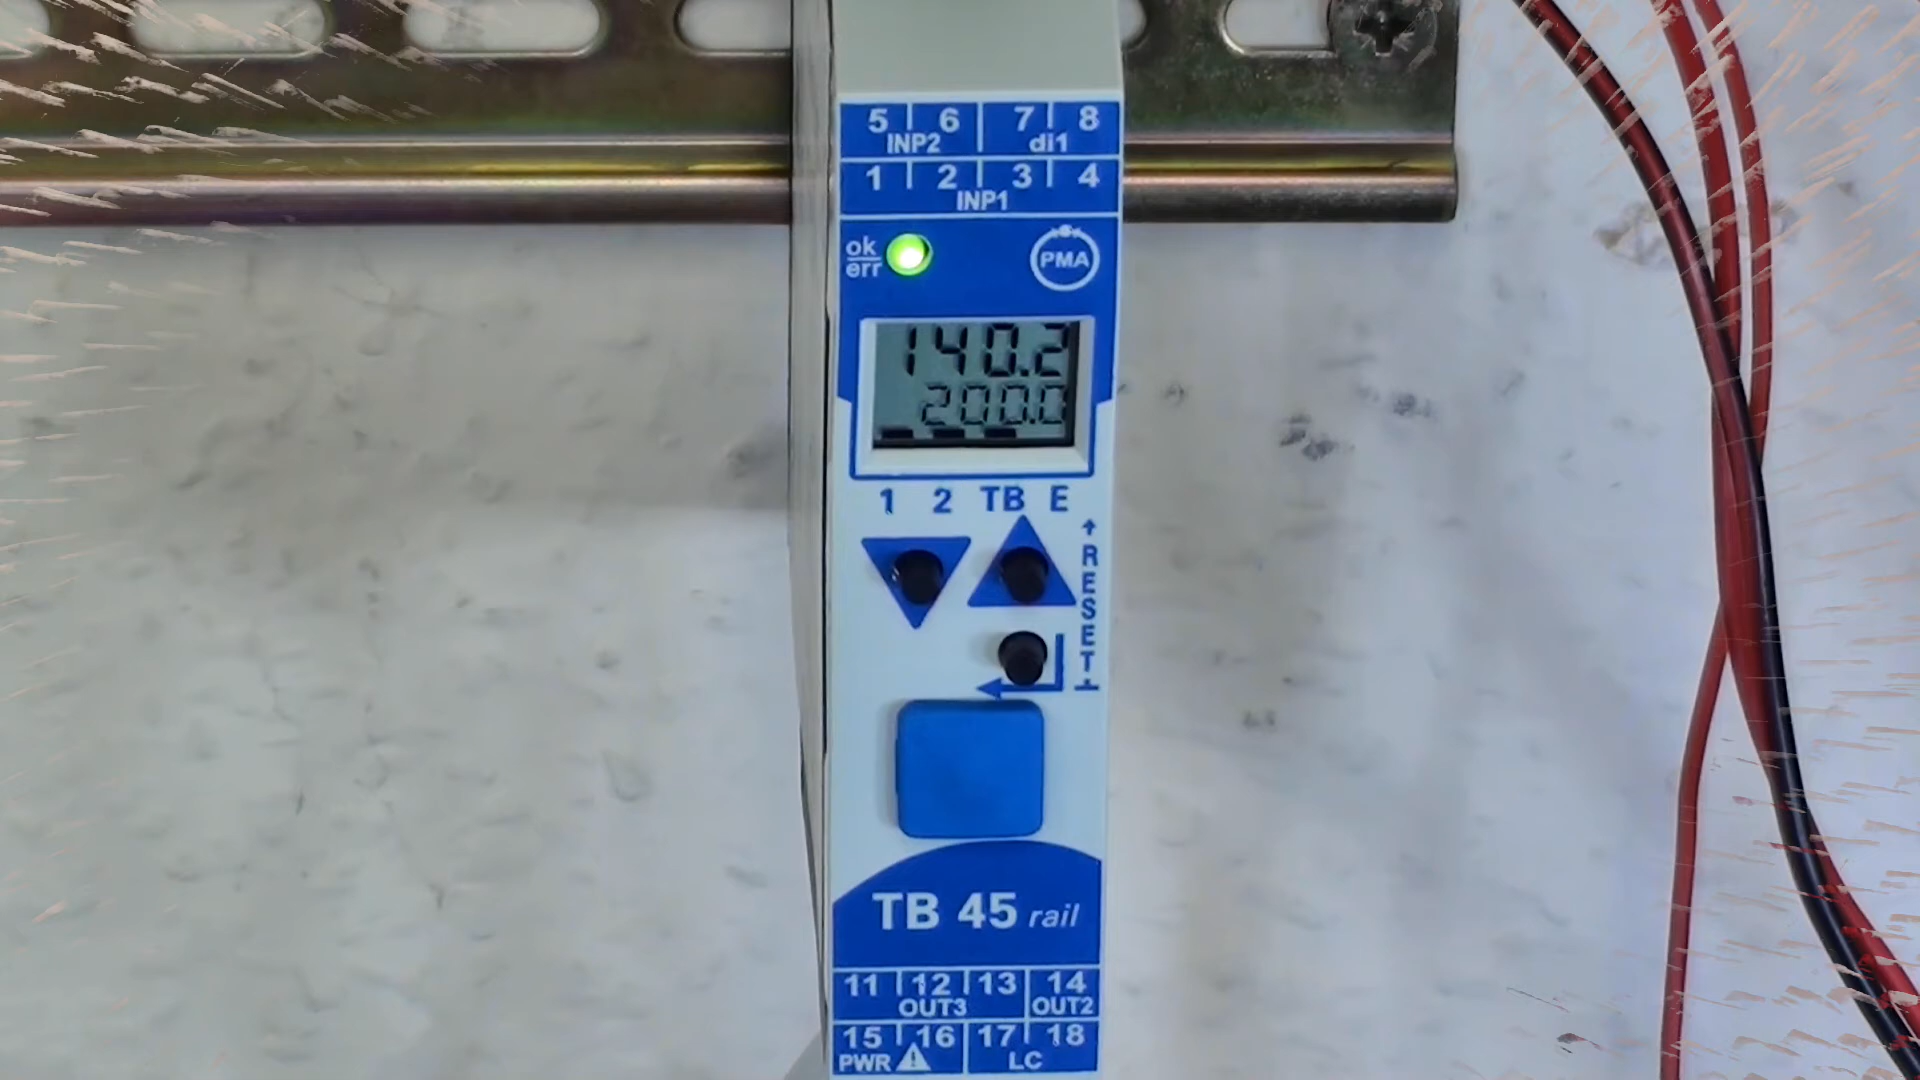 5 6 7 8
INP2 di1
1 2 3 4
INP1
ok
err
PMA
140.2
200.0
1 2 TB E
RESET
TB 45 rail
11 12 13 14
OUT3 OUT2
15 16 17 18
PWR LC